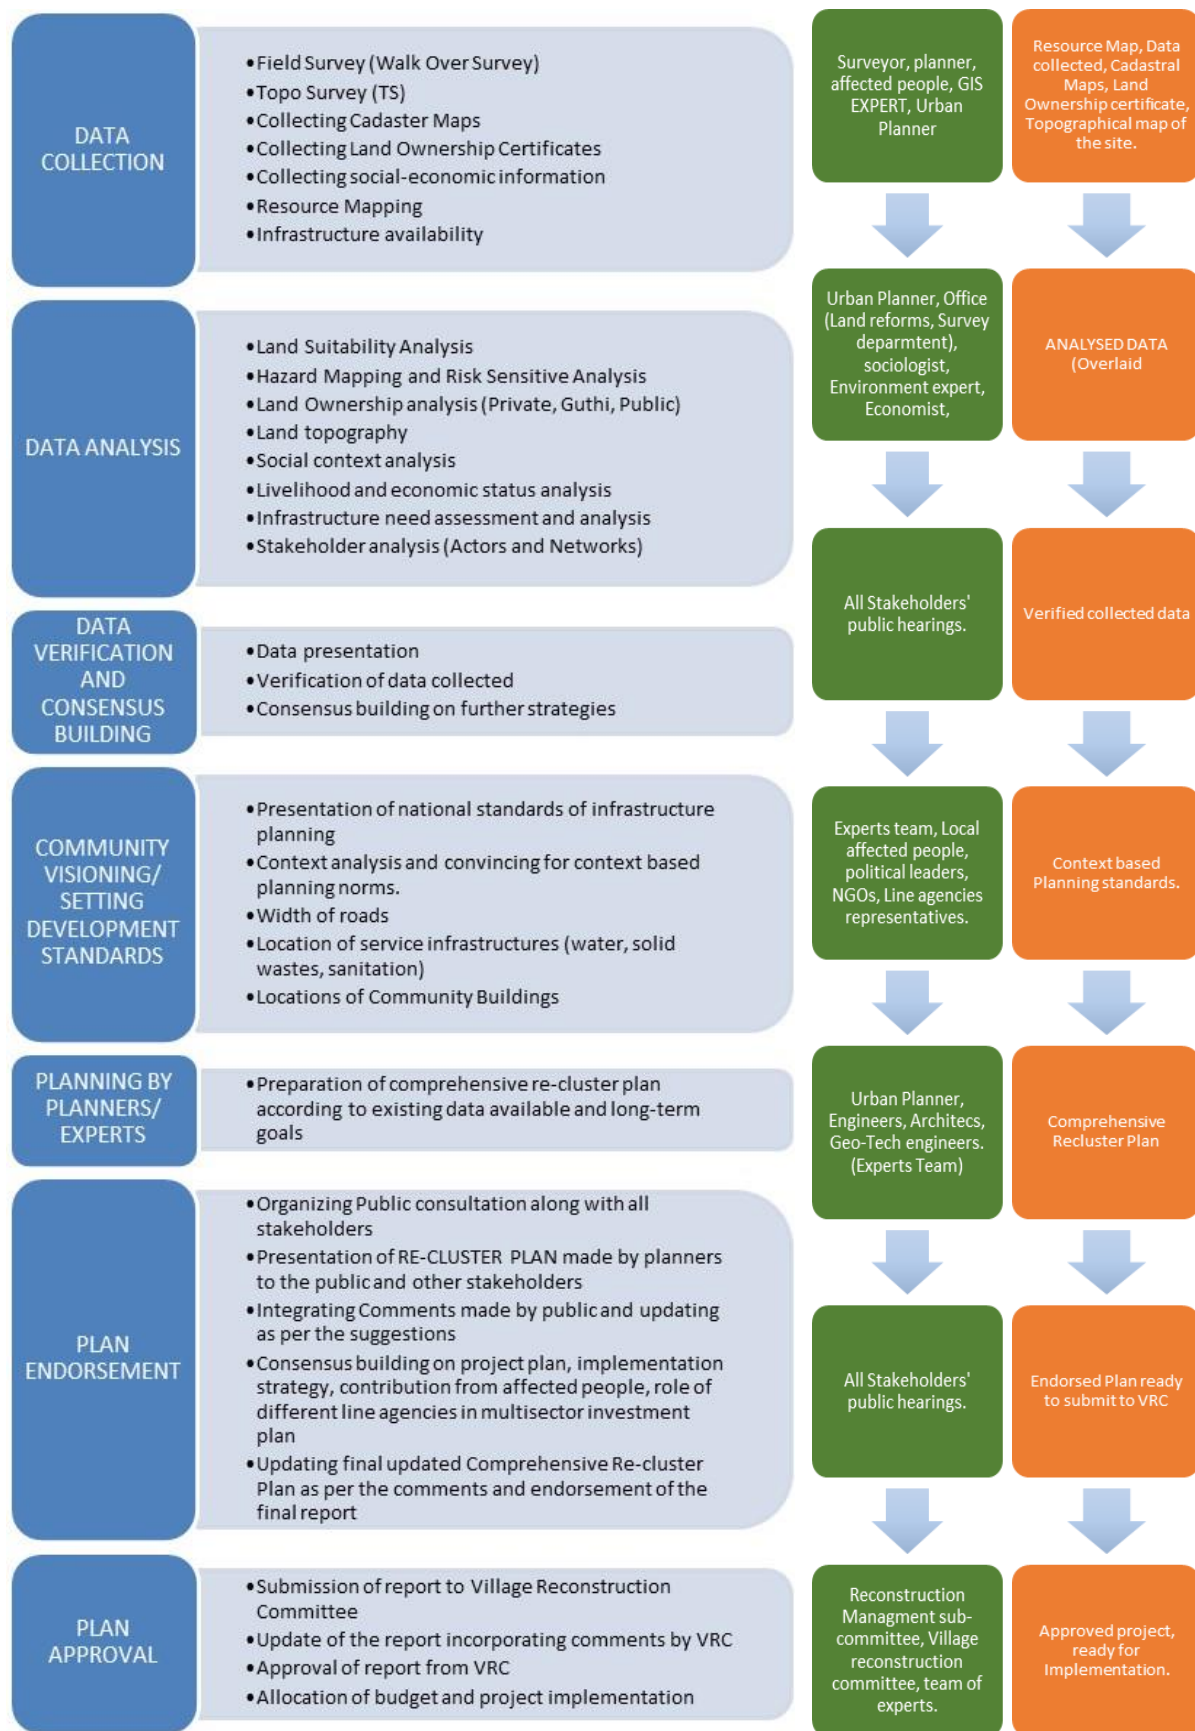 DATA
COLLECTION
•Field Survey (Walk Over Survey)
•Topo Survey (TS)
•Collecting Cadaster Maps
•Collecting Land Ownership Certificates
•Collecting social-economic information
•Resource Mapping
•Infrastructure availability
Surveyor, planner,
affected people, GIS
EXPERT, Urban
Planner
Resource Map, Data
collected, Cadastral
Maps, Land
Ownership certificate,
Topographical map of
the site.
DATA ANALYSIS
•Land Suitability Analysis
•Hazard Mapping and Risk Sensitive Analysis
•Land Ownership analysis (Private, Guthi, Public)
•Land topography
•Social context analysis
•Livelihood and economic status analysis
•Infrastructure need assessment and analysis
•Stakeholder analysis (Actors and Networks)
Urban Planner, Office
(Land reforms, Survey
deparmtent),
sociologist,
Environment expert,
Economist,
ANALYSED DATA
(Overlaid
DATA
VERIFICATION
AND
CONSENSUS
BUILDING
•Data presentation
•Verification of data collected
•Consensus building on further strategies
All Stakeholders'
public hearings.
Verified collected data
COMMUNITY
VISIONING/
SETTING
DEVELOPMENT
STANDARDS
•Presentation of national standards of infrastructure
planning
•Context analysis and convincing for context based
planning norms.
•Width of roads
•Location of service infrastructures (water, solid
wastes, sanitation)
•Locations of Community Buildings
Experts team, Local
affected people,
political leaders,
NGOs, Line agencies
representatives.
Context based
Planning standards.
PLANNING BY
PLANNERS/
EXPERTS
•Preparation of comprehensive re-cluster plan
according to existing data available and long-term
goals
Urban Planner,
Engineers, Architecs,
Geo-Tech engineers.
(Experts Team)
Comprehensive
Recluster Plan
PLAN
ENDORSEMENT
•Organizing Public consultation along with all
stakeholders
•Presentation of RE-CLUSTER PLAN made by planners
to the public and other stakeholders
•Integrating Comments made by public and updating
as per the suggestions
•Consensus building on project plan, implementation
strategy, contribution from affected people, role of
different line agencies in multisector investment
plan
•Updating final updated Comprehensive Re-cluster
Plan as per the comments and endorsement of the
final report
All Stakeholders'
public hearings.
Endorsed Plan ready
to submit to VRC
PLAN
APPROVAL
•Submission of report to Village Reconstruction
Committee
•Update of the report incorporating comments by VRC
•Approval of report from VRC
•Allocation of budget and project implementation
Reconstruction
Managment sub-
committee, Village
reconstruction
committee, team of
experts.
Approved project,
ready for
Implementation.